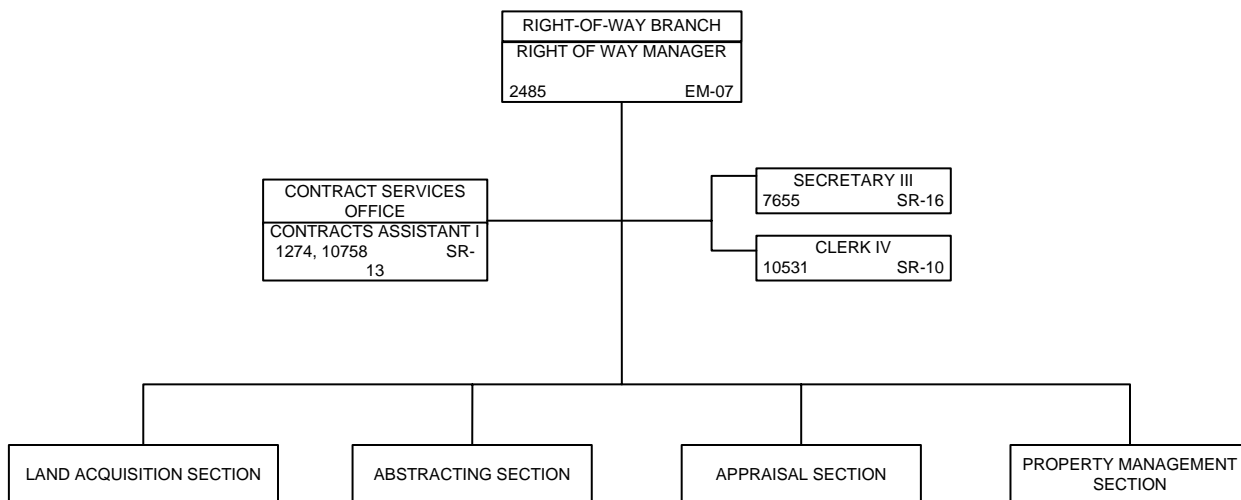 RIGHT-OF-WAY BRANCH
RIGHT OF WAY MANAGER
2485 EM-07
CONTRACT SERVICES
OFFICE
CONTRACTS ASSISTANT I
1274, 10758 SR-
13
SECRETARY III
7655 SR-16
CLERK IV
10531 SR-10
LAND ACQUISITION SECTION
ABSTRACTING SECTION
APPRAISAL SECTION
PROPERTY MANAGEMENT
SECTION